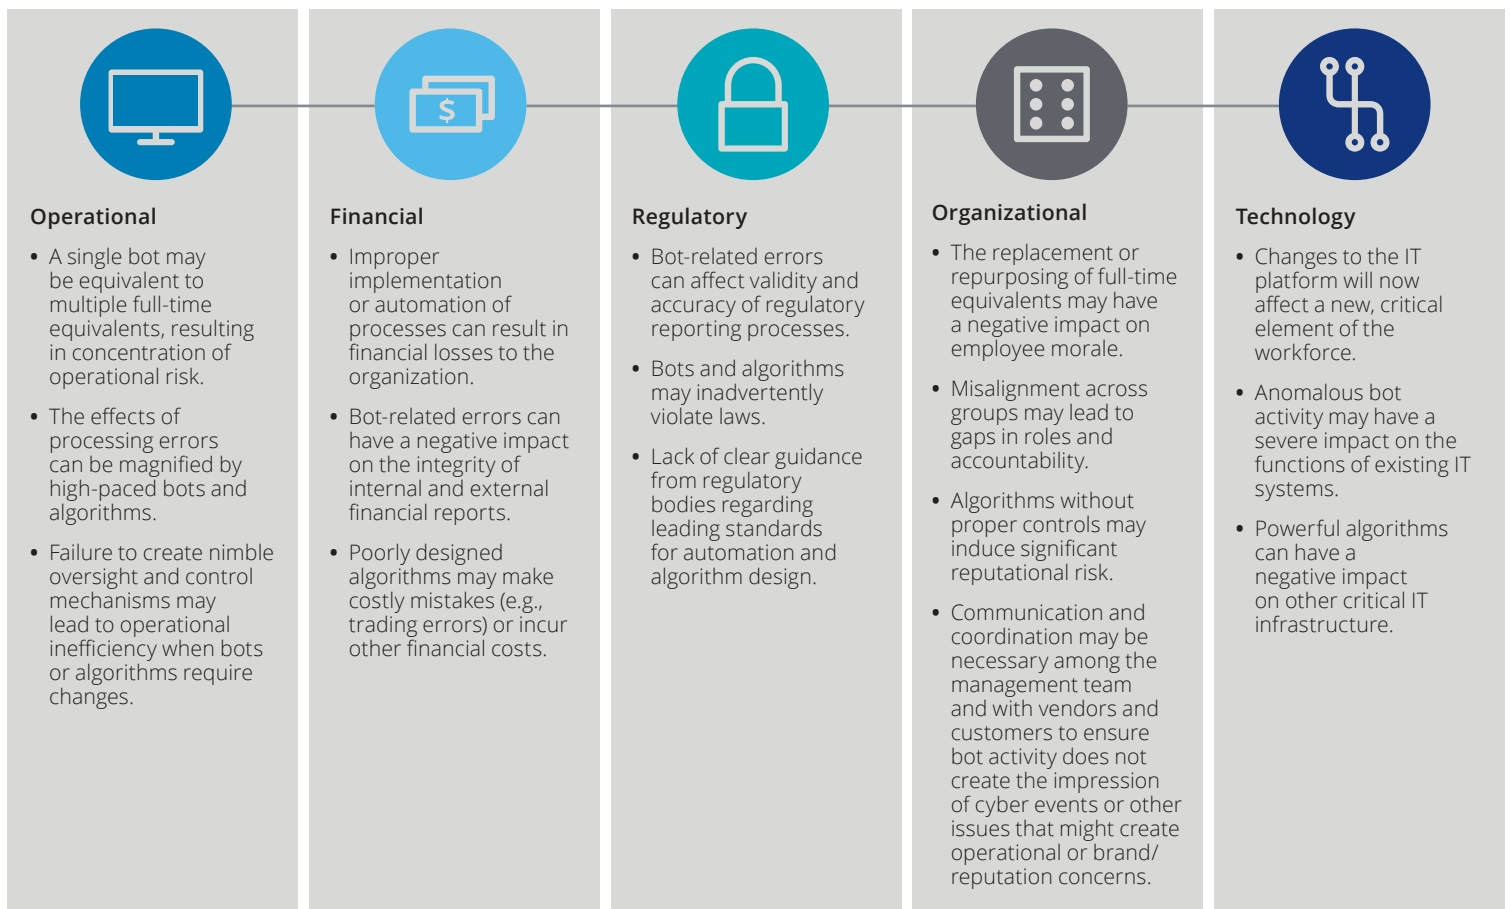 $
Operational
• A single bot may
be equivalent to
multiple full-time
equivalents, resulting
in concentration of
operational risk.
• The effects of
processing errors
can be magnified by
high-paced bots and
algorithms.
• Failure to create nimble
oversight and control
mechanisms may
lead to operational
inefficiency when bots
or algorithms require
changes.
Financial
• Improper
implementation
or automation of
processes can result in
financial losses to the
organization.
• Bot-related errors can
have a negative impact
on the integrity of
internal and external
financial reports.
• Poorly designed
algorithms may make
costly mistakes (e.g.,
trading errors) or incur
other financial costs.
Regulatory
• Bot-related errors
can affect validity and
accuracy of regulatory
reporting processes.
• Bots and algorithms
may inadvertently
violate laws.
• Lack of clear guidance
from regulatory
bodies regarding
leading standards
for automation and
algorithm design.
Organizational
• The replacement or
repurposing of full-time
equivalents may have
a negative impact on
employee morale.
• Misalignment across
groups may lead to
gaps in roles and
accountability.
• Algorithms without
proper controls may
induce significant
reputational risk.
• Communication and
coordination may be
necessary among the
management team
and with vendors and
customers to ensure
bot activity does not
create the impression
of cyber events or other
issues that might create
operational or brand/
reputation concerns.
Technology
• Changes to the IT
platform will now
affect a new, critical
element of the
workforce.
• Anomalous bot
activity may have a
severe impact on the
functions of existing IT
systems.
• Powerful algorithms
can have a
negative impact
on other critical IT
infrastructure.